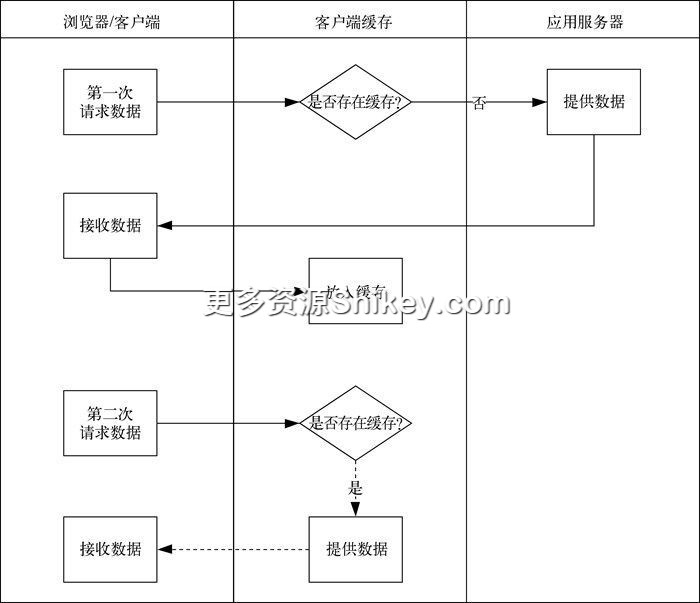 浏览器/客户端
客户端缓存
应用服务器
第一次
请求数据
是否存在缓存?
否
提供数据
接收数据
放入缓存
更多资源Shikey.com
第二次
请求数据
是否存在缓存?
是
接收数据
提供数据